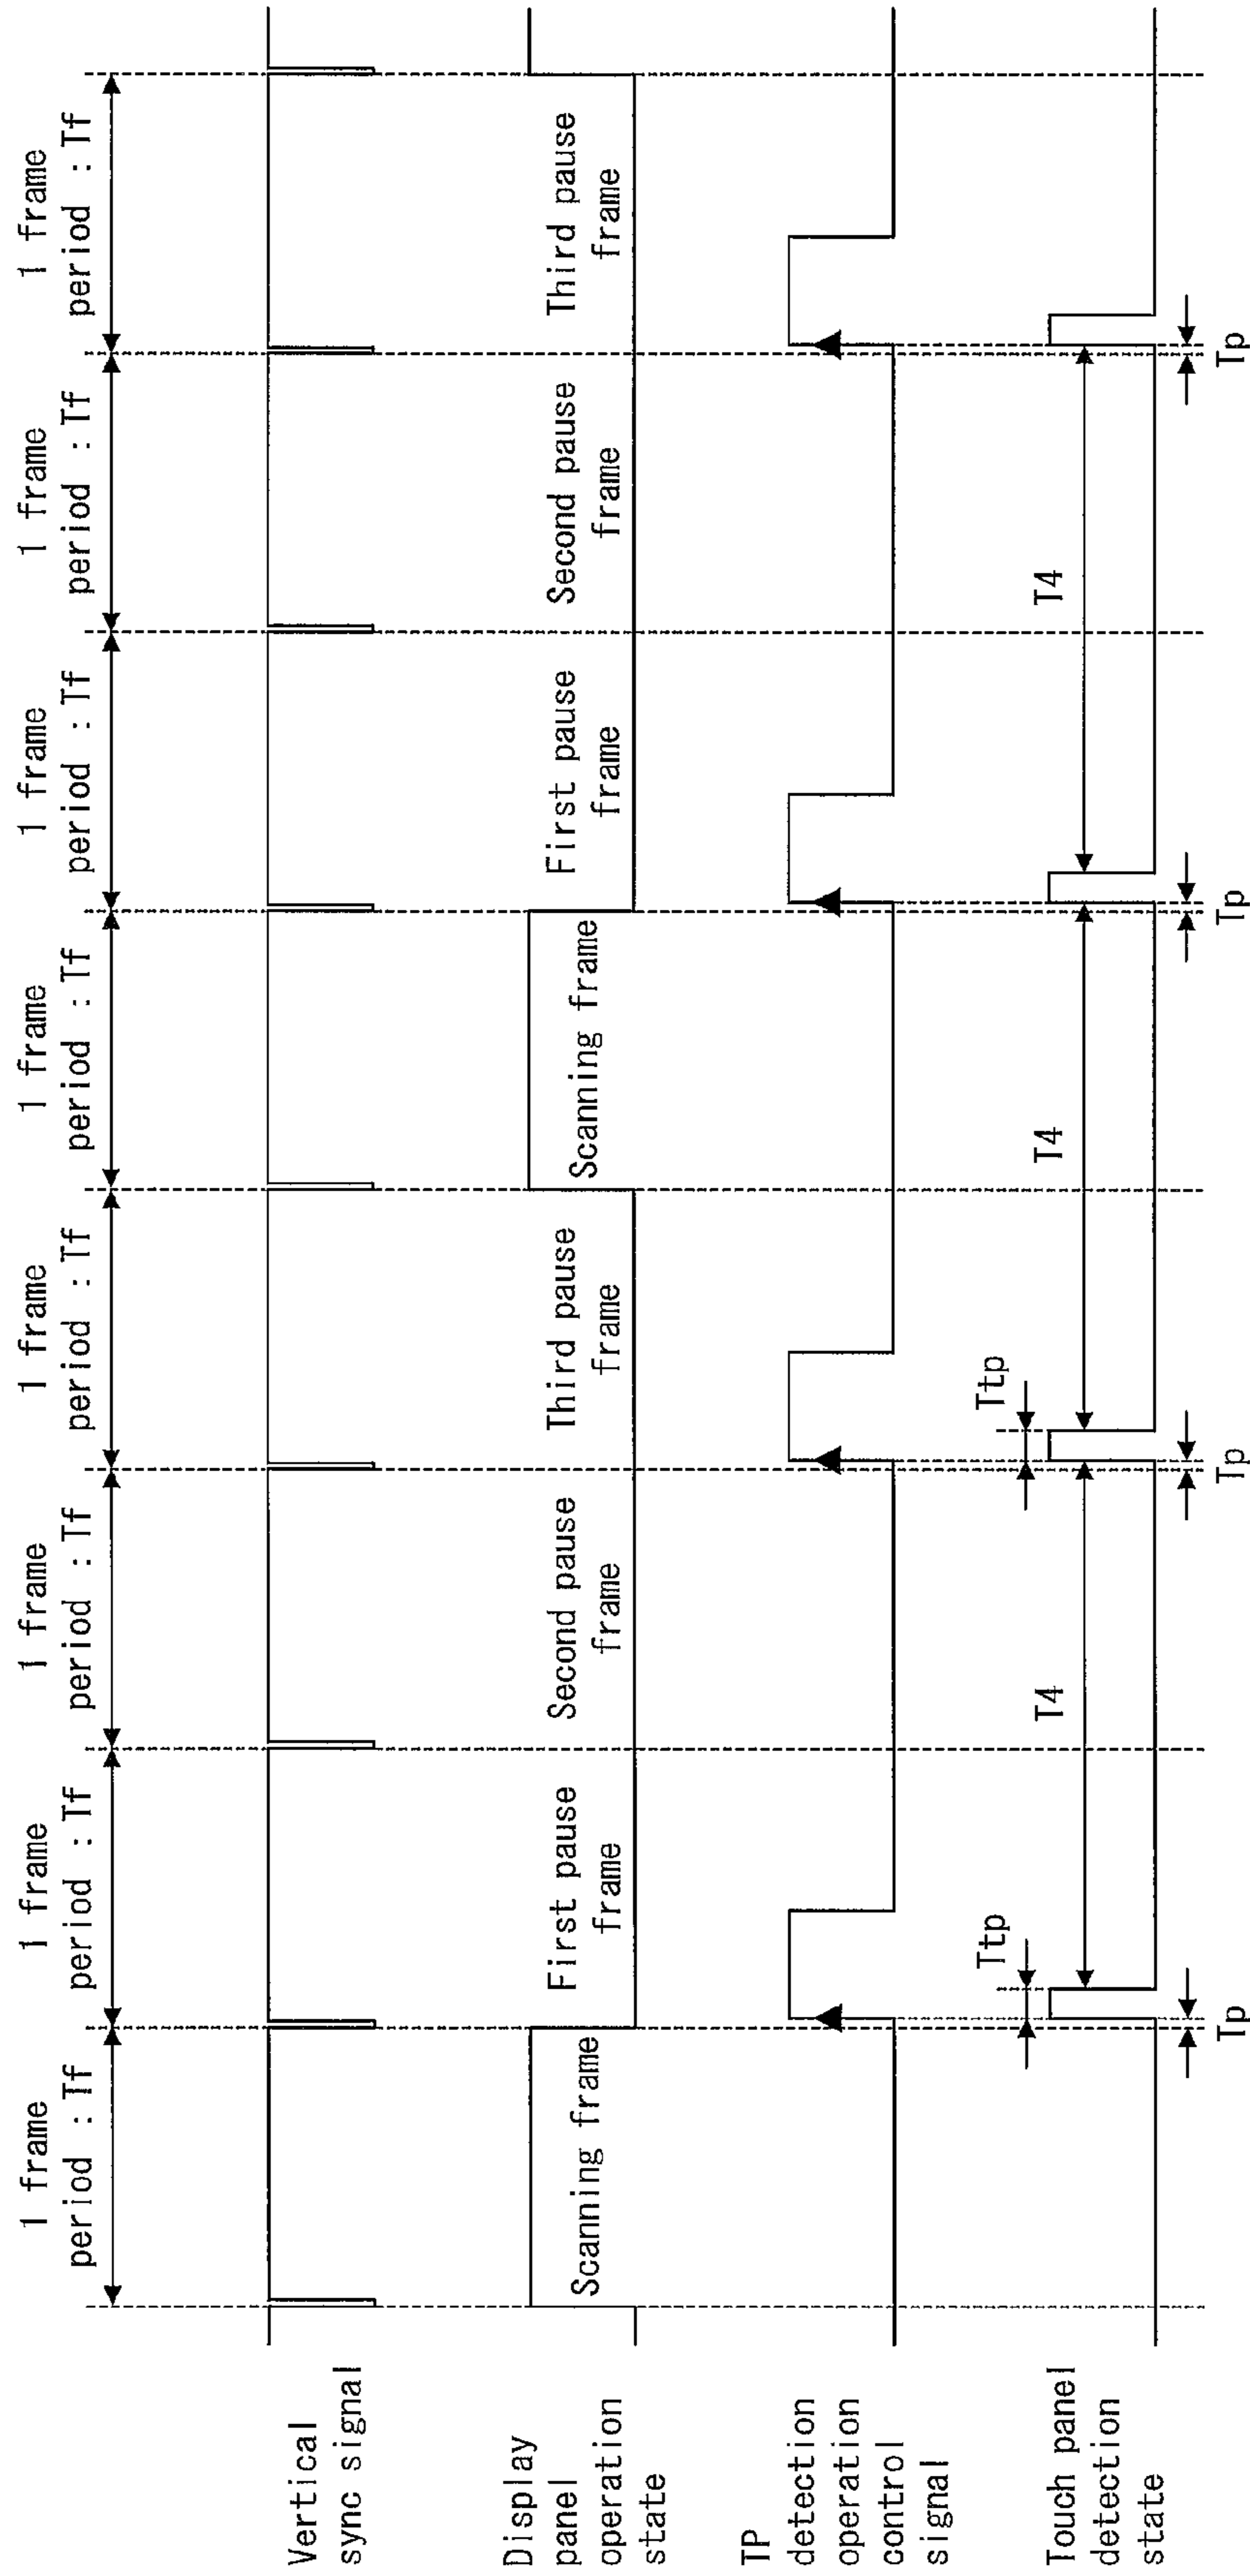 1 frame
period : Tf
1 frame
period : Tf
1 frame
period : Tf
1 frame
period : Tf
1 frame
period : Tf
1 frame
period : Tf
1 frame
period : Tf
1 frame
period : Tf
Vertical
sync signal
Display
panel
operation
state
Scanning frame
First pause
frame
Second pause
frame
Third pause
frame
Scanning frame
First pause
frame
Second pause
frame
Third pause
frame
TP
detection
operation
control
signal
Touch panel
detection
state
Ttp
T4
Ttp
T4
T4
Tp
Tp
Tp
Tp